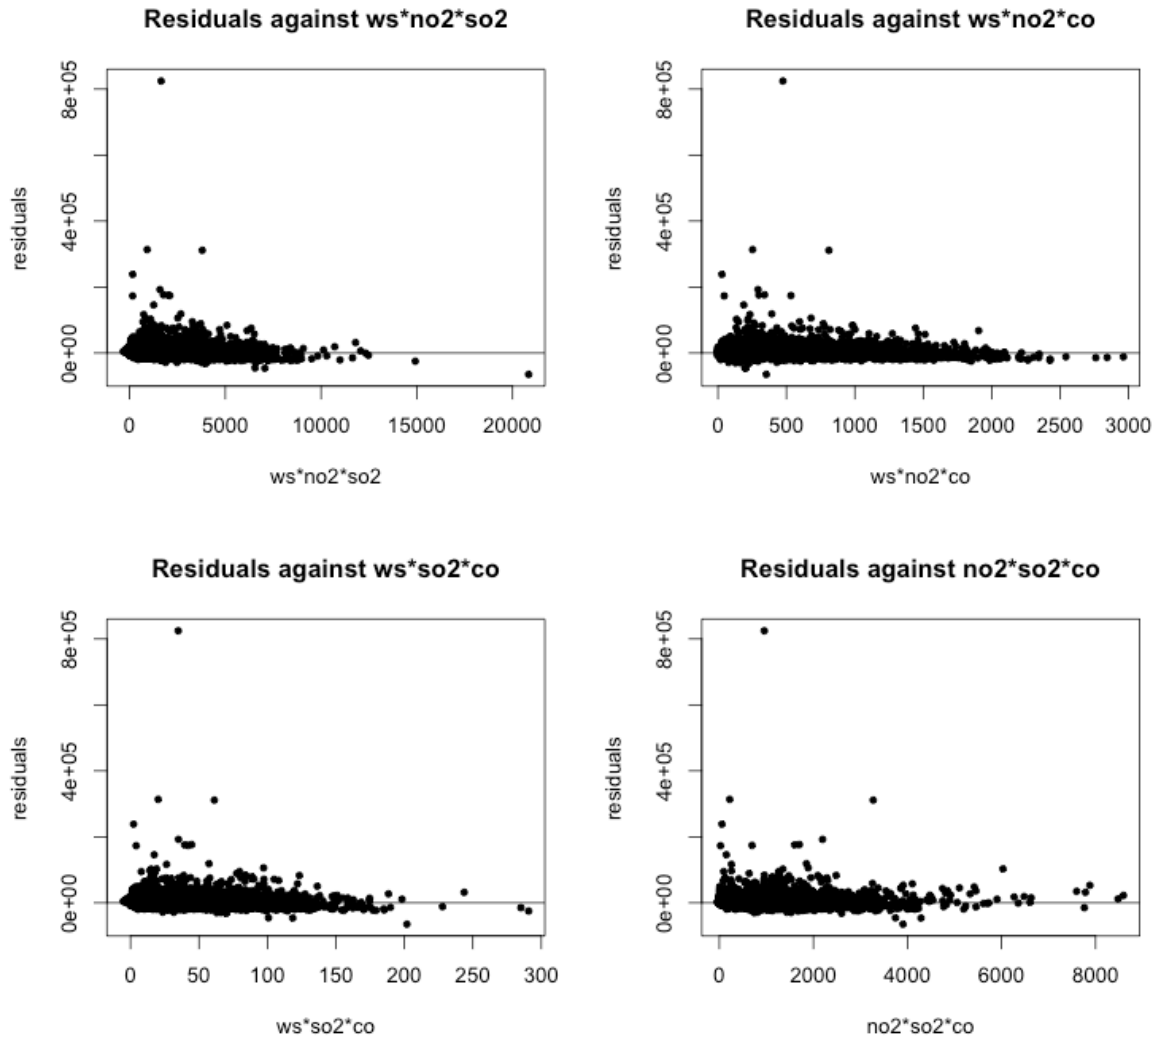 Residuals against ws*no2*so2
residuals
8e+05
4e+05
0e+00
0 5000 10000 15000 20000
ws*no2*so2
Residuals against ws*no2*co
residuals
8e+05
4e+05
0e+00
0 500 1000 1500 2000 2500 3000
ws*no2*co
Residuals against ws*so2*co
residuals
8e+05
4e+05
0e+00
0 50 100 150 200 250 300
ws*so2*co
Residuals against no2*so2*co
residuals
8e+05
4e+05
0e+00
0 2000 4000 6000 8000
no2*so2*co